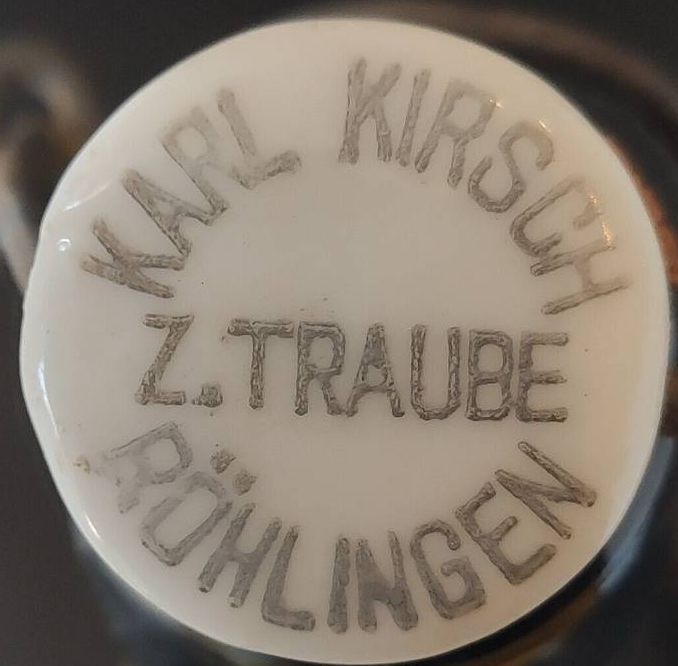 KARL KIRSCH
Z. TRAUBE
RÖHLINGEN